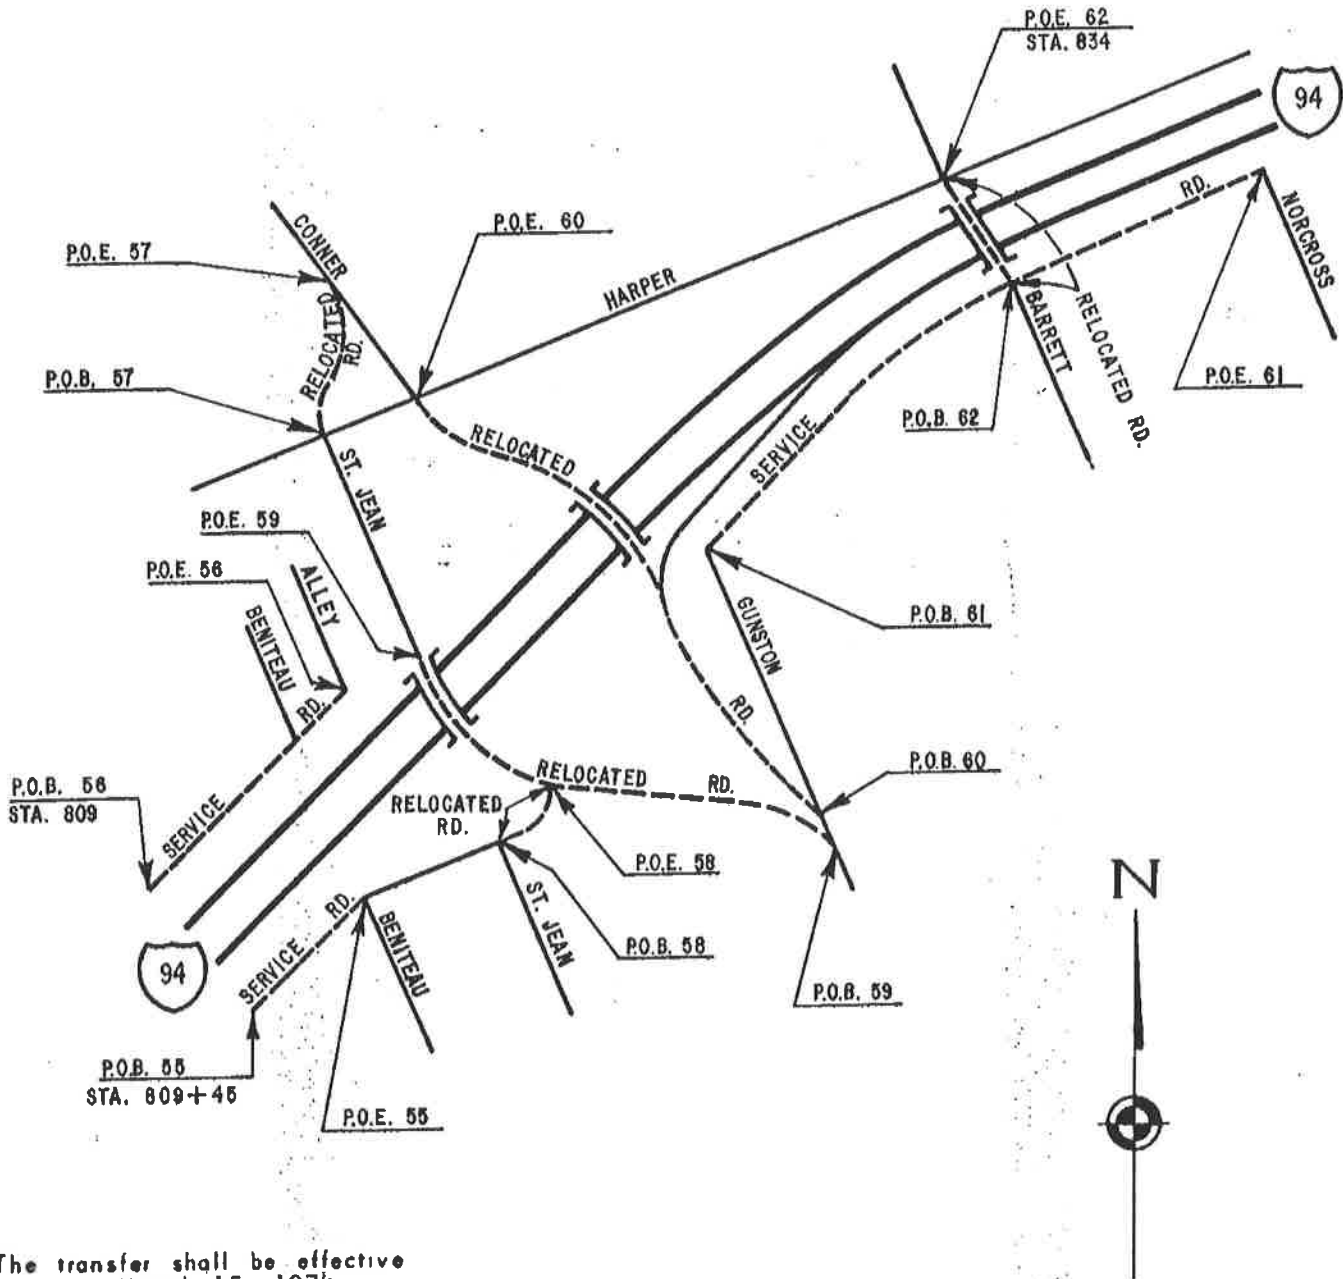 P.O.E. 62
STA. 834
94
RD.
NORCROSS
P.O.E. 60
CONNER
P.O.E. 57
HARPER
RELOCATED
RD.
BARRETT
RELOCATED RD.
P.O.B. 57
P.O.E. 61
P.O.B. 62
RELOCATED
SERVICE
ST. JEAN
P.O.E. 59
P.O.E. 56
ALLEY
BENITEAU
RD.
GUNSTON
P.O.B. 61
RD.
P.O.B. 60
P.O.B. 56
STA. 809
SERVICE
RELOCATED
RD.
RELOCATED
RD.
P.O.E. 58
ST. JEAN
P.O.B. 58
RD.
BENITEAU
SERVICE
94
P.O.B. 59
N
P.O.B. 55
STA. 809+45
P.O.E. 55
The transfer shall be effective